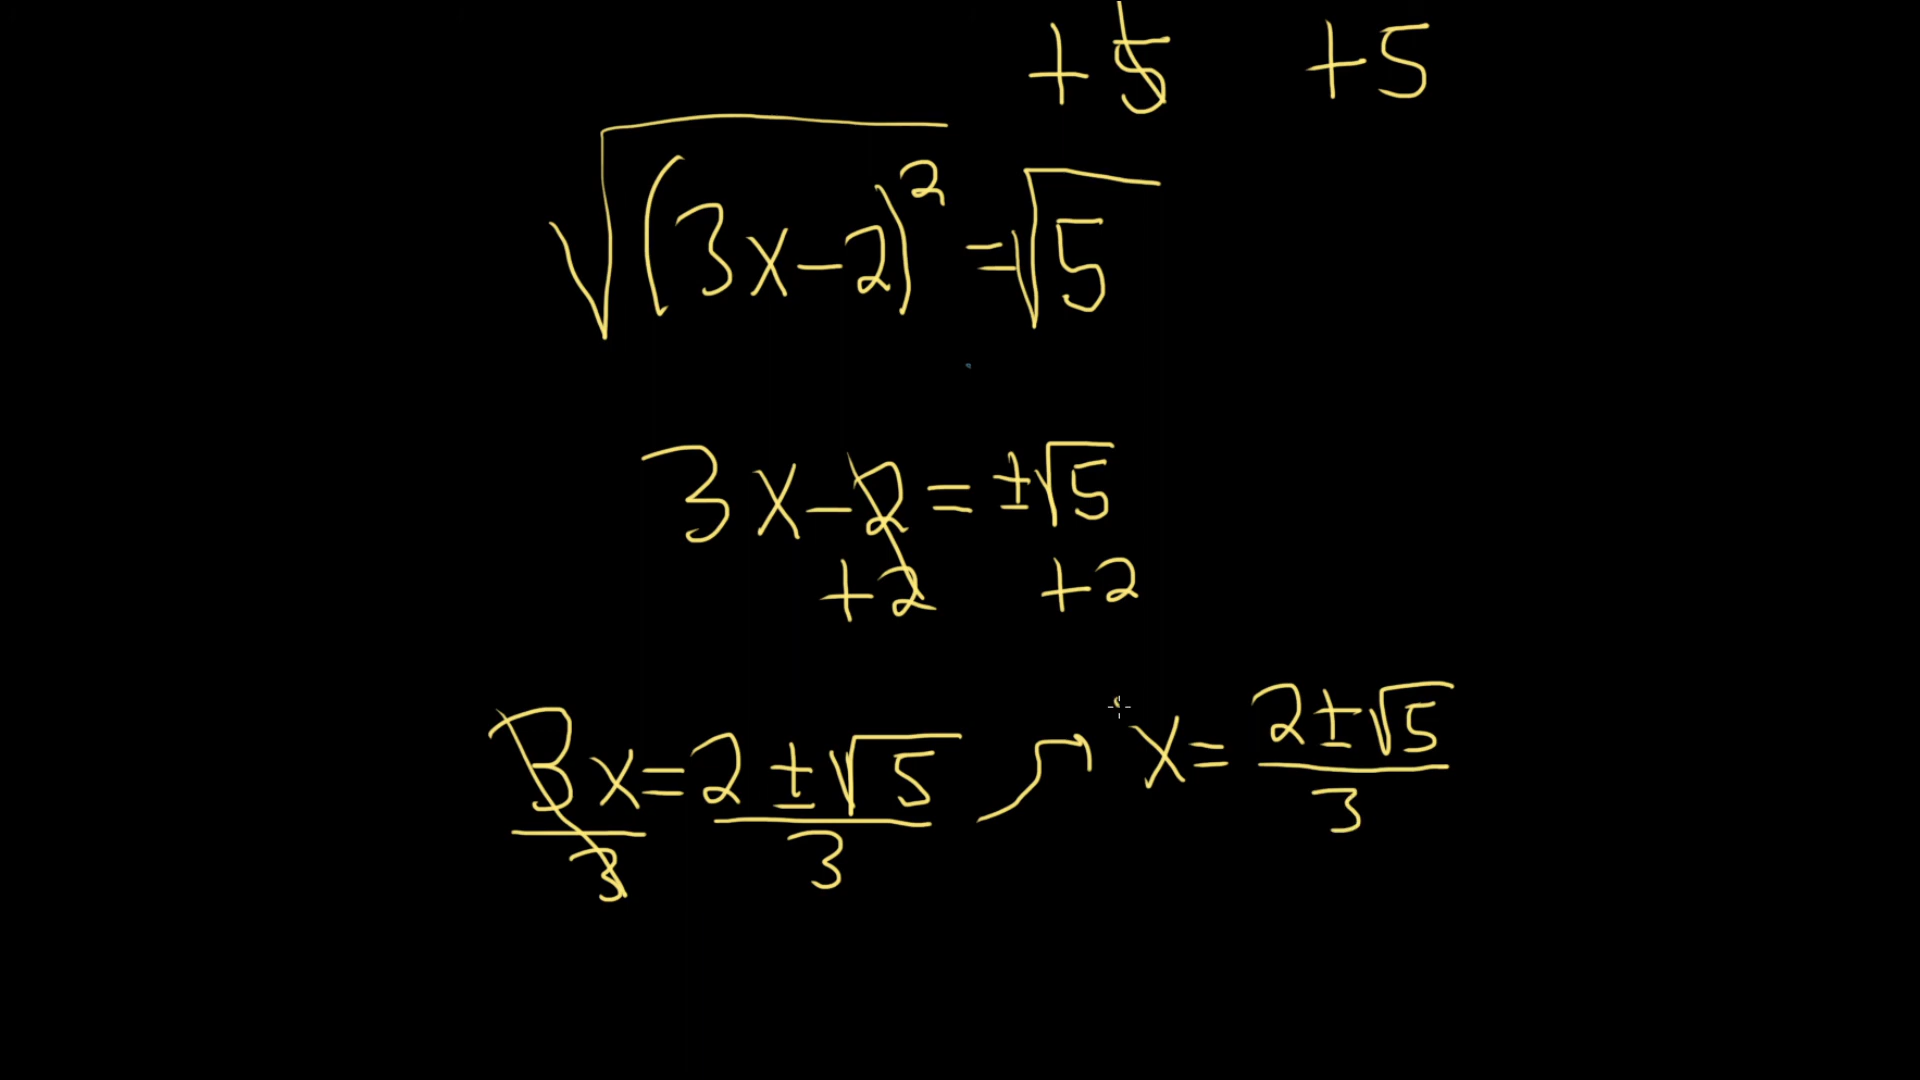 +5 +5
√(3x-2)² = √5
3x-2 = ±√5
+2 +2
3x = 2 ± √5 x = 2 ± √5
3 3 3